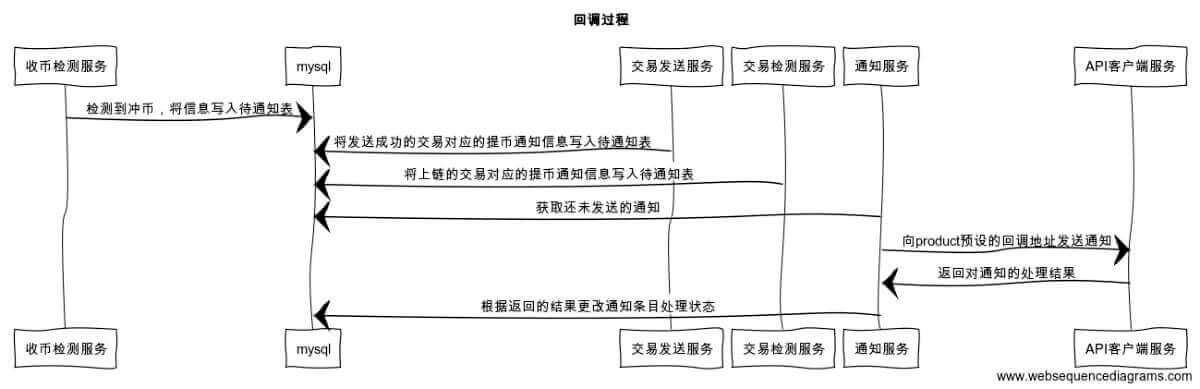 回调过程
收币检测服务 mysql 交易发送服务 交易检测服务 通知服务 API客户端服务
检测到冲币，将信息写入待通知表
将发送成功的交易对应的提币通知信息写入待通知表
将上链的交易对应的提币通知信息写入待通知表
获取还未发送的通知
向product预设的回调地址发送通知
返回对通知的处理结果
根据返回的结果更改通知条目处理状态
收币检测服务 mysql 交易发送服务 交易检测服务 通知服务 API客户端服务
www.websequencediagrams.com